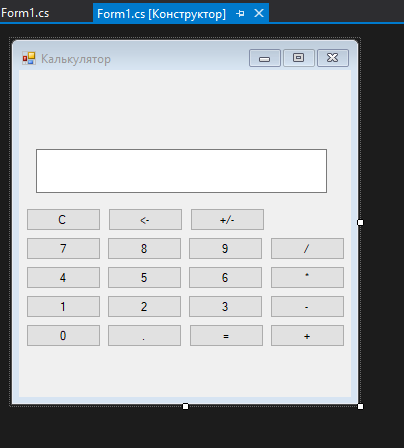 Form1.cs Form1.cs [Конструктор]
Калькулятор
C <- +/-
7 8 9 /
4 5 6 *
1 2 3 -
0 . = +